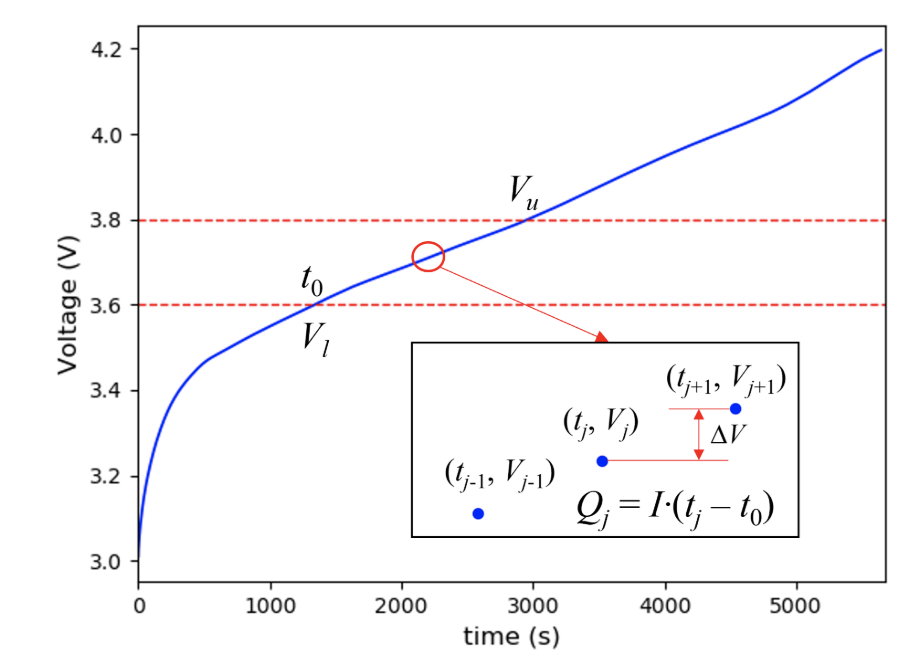 4.2
4.0
3.8
3.6
3.4
3.2
3.0
Voltage (V)
V_u
t_0
V_l
(t_{j+1}, V_{j+1})
(t_j, V_j)
ΔV
(t_{j-1}, V_{j-1})
Q_j = I·(t_j – t_0)
0 1000 2000 3000 4000 5000
time (s)